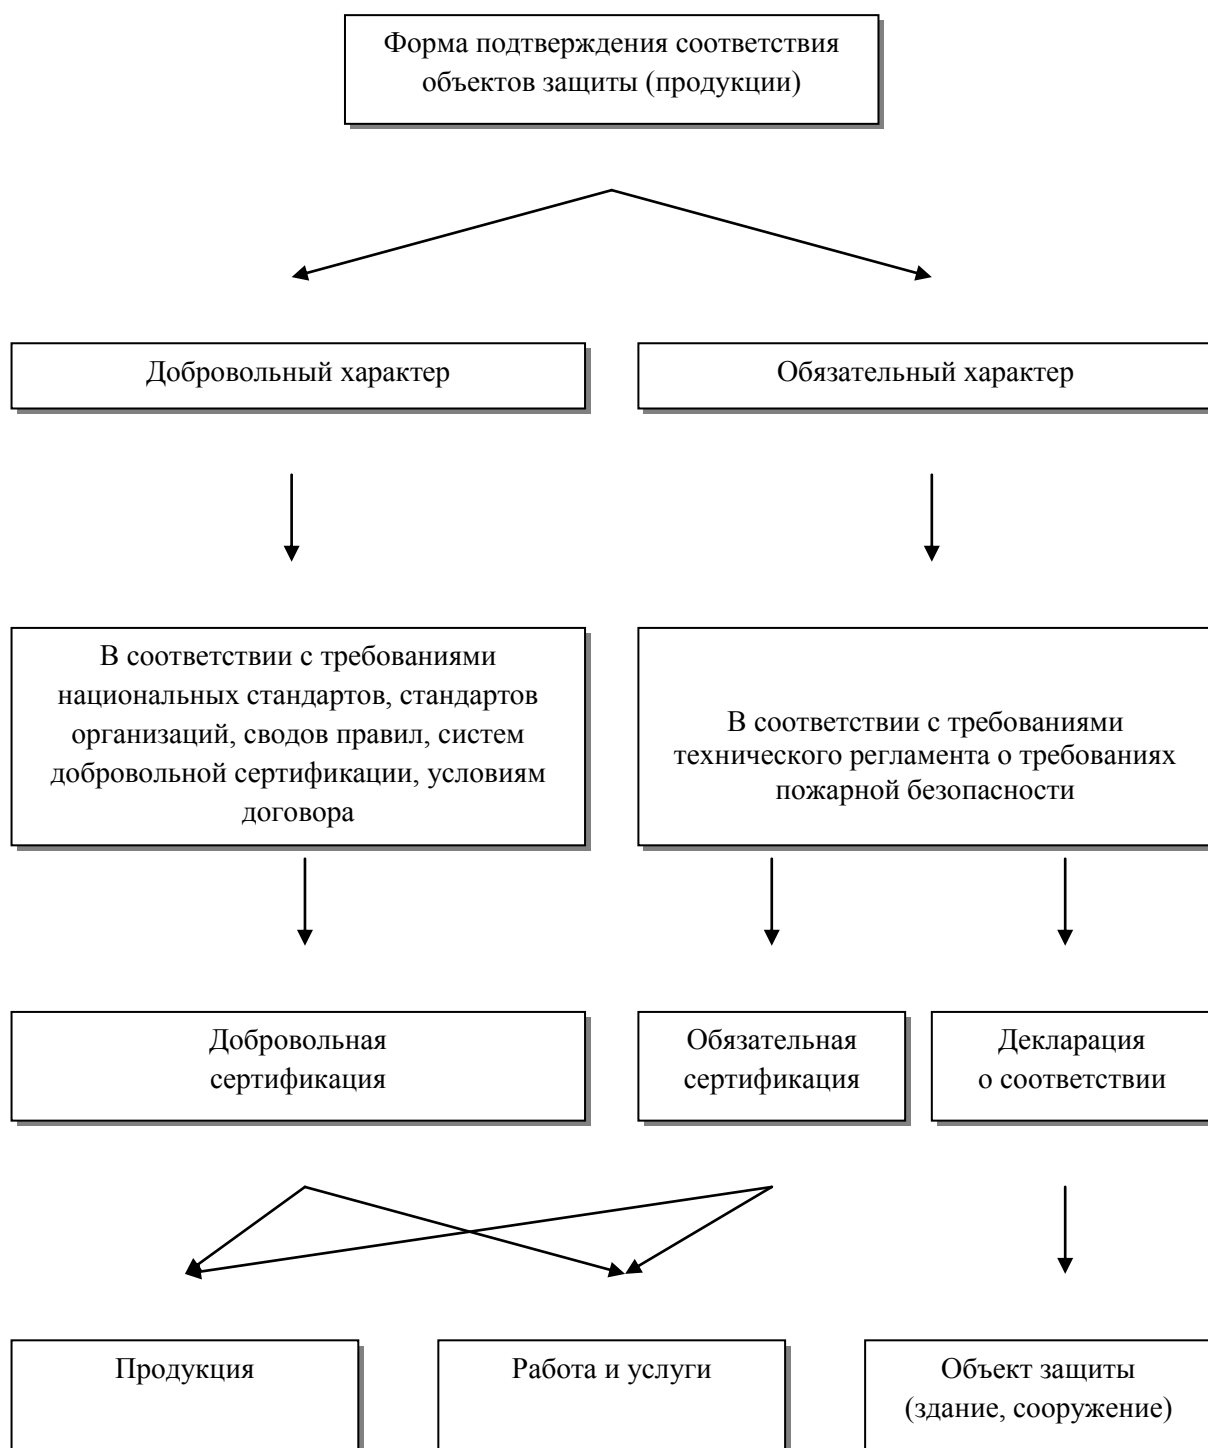 Форма подтверждения соответствия
объектов защиты (продукции)
Добровольный характер
Обязательный характер
В соответствии с требованиями
национальных стандартов, стандартов
организаций, сводов правил, систем
добровольной сертификации, условиям
договора
В соответствии с требованиями
технического регламента о требованиях
пожарной безопасности
Добровольная
сертификация
Обязательная
сертификация
Декларация
о соответствии
Продукция
Работа и услуги
Объект защиты
(здание, сооружение)